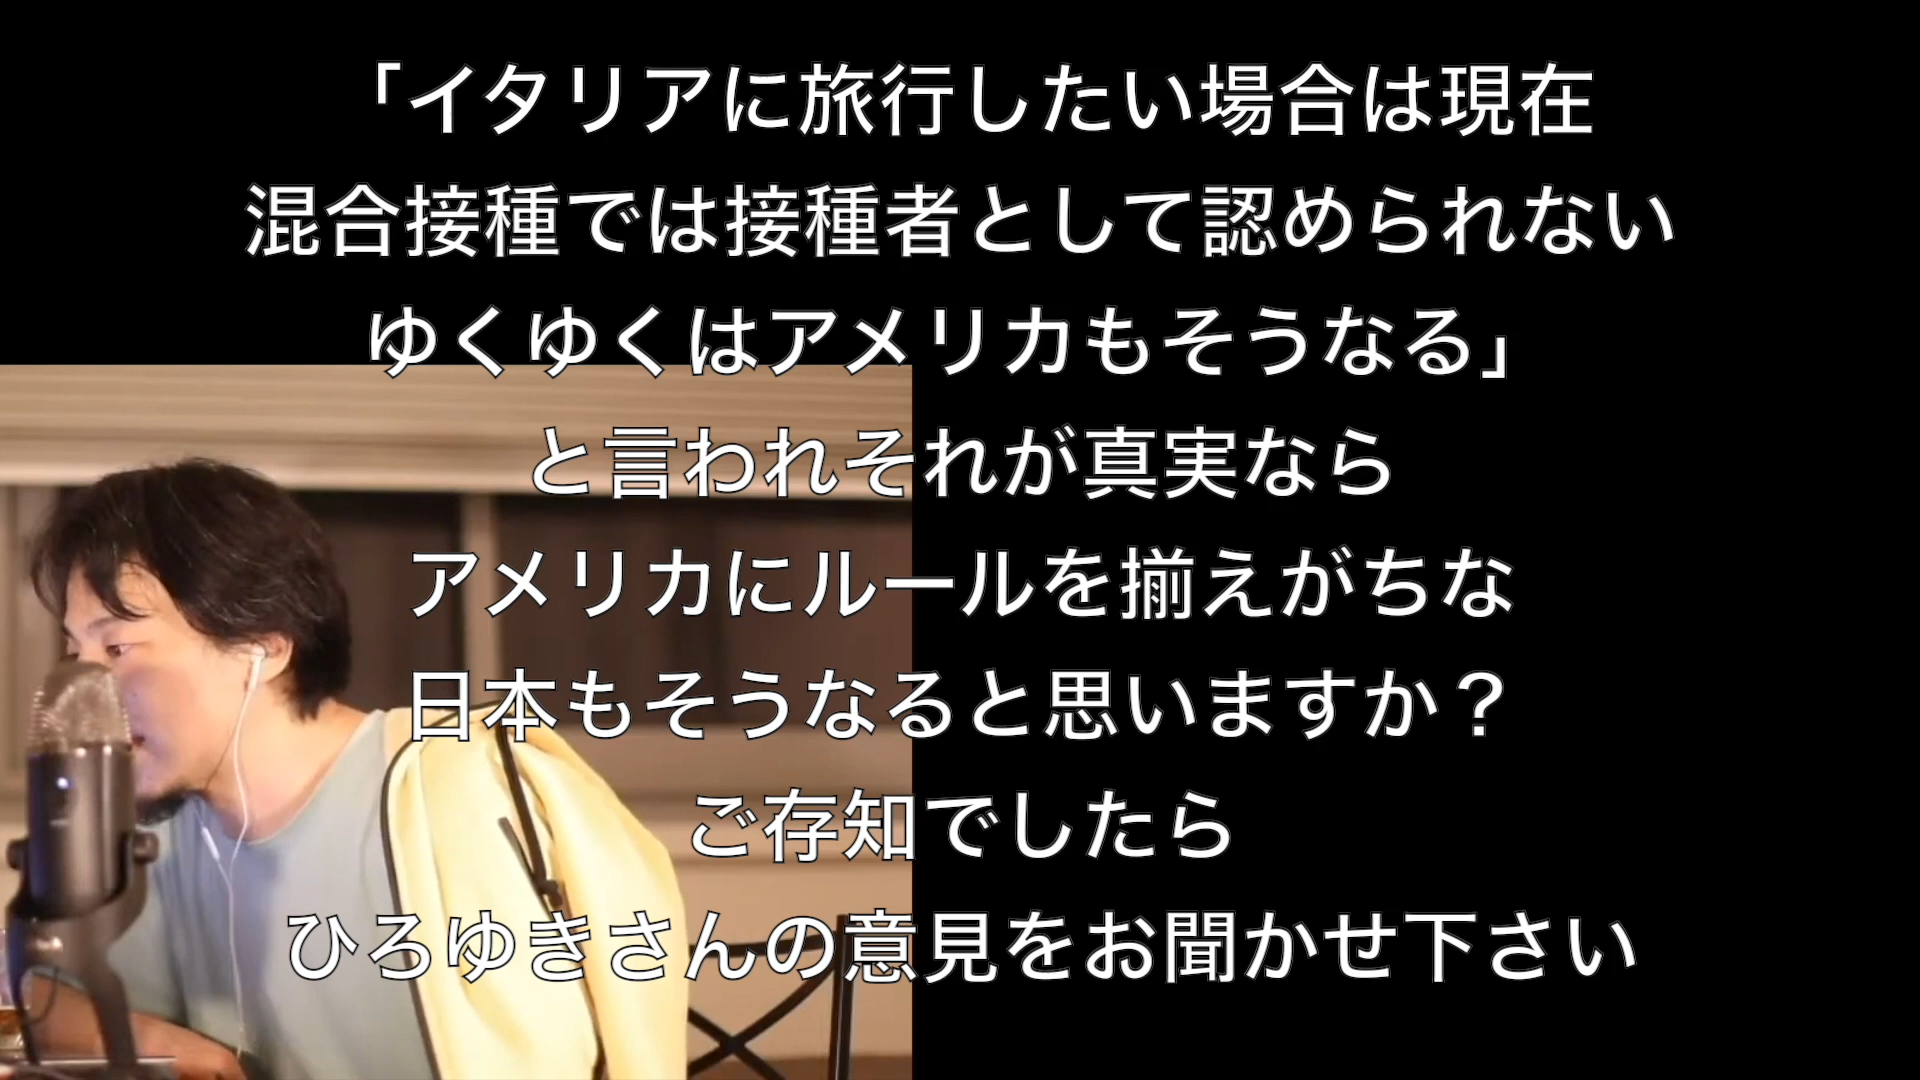 「イタリアに旅行したい場合は現在
混合接種では接種者として認められない
ゆくゆくはアメリカもそうなる」
と言われそれが真実なら
アメリカにルールを揃えがちな
日本もそうなると思いますか？
ご存知でしたら
ひろゆきさんの意見をお聞かせ下さい